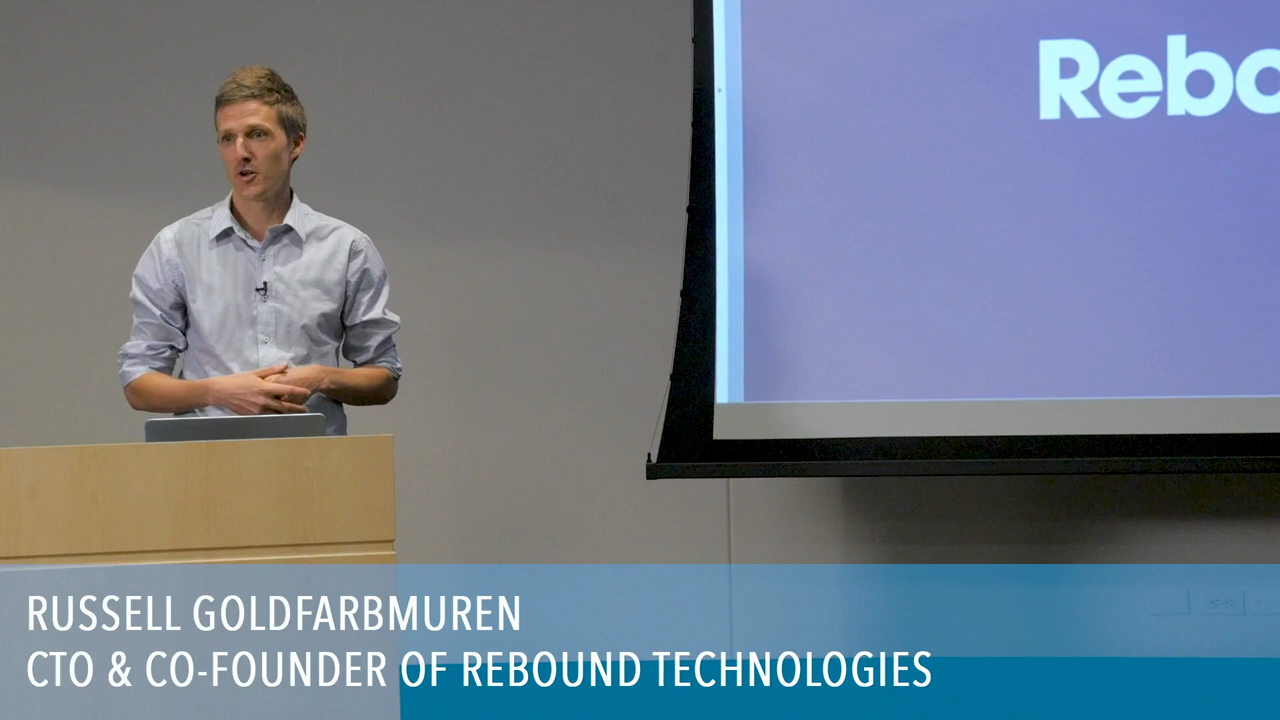 Rebo
RUSSELL GOLDFARBMUREN
CTO & CO-FOUNDER OF REBOUND TECHNOLOGIES